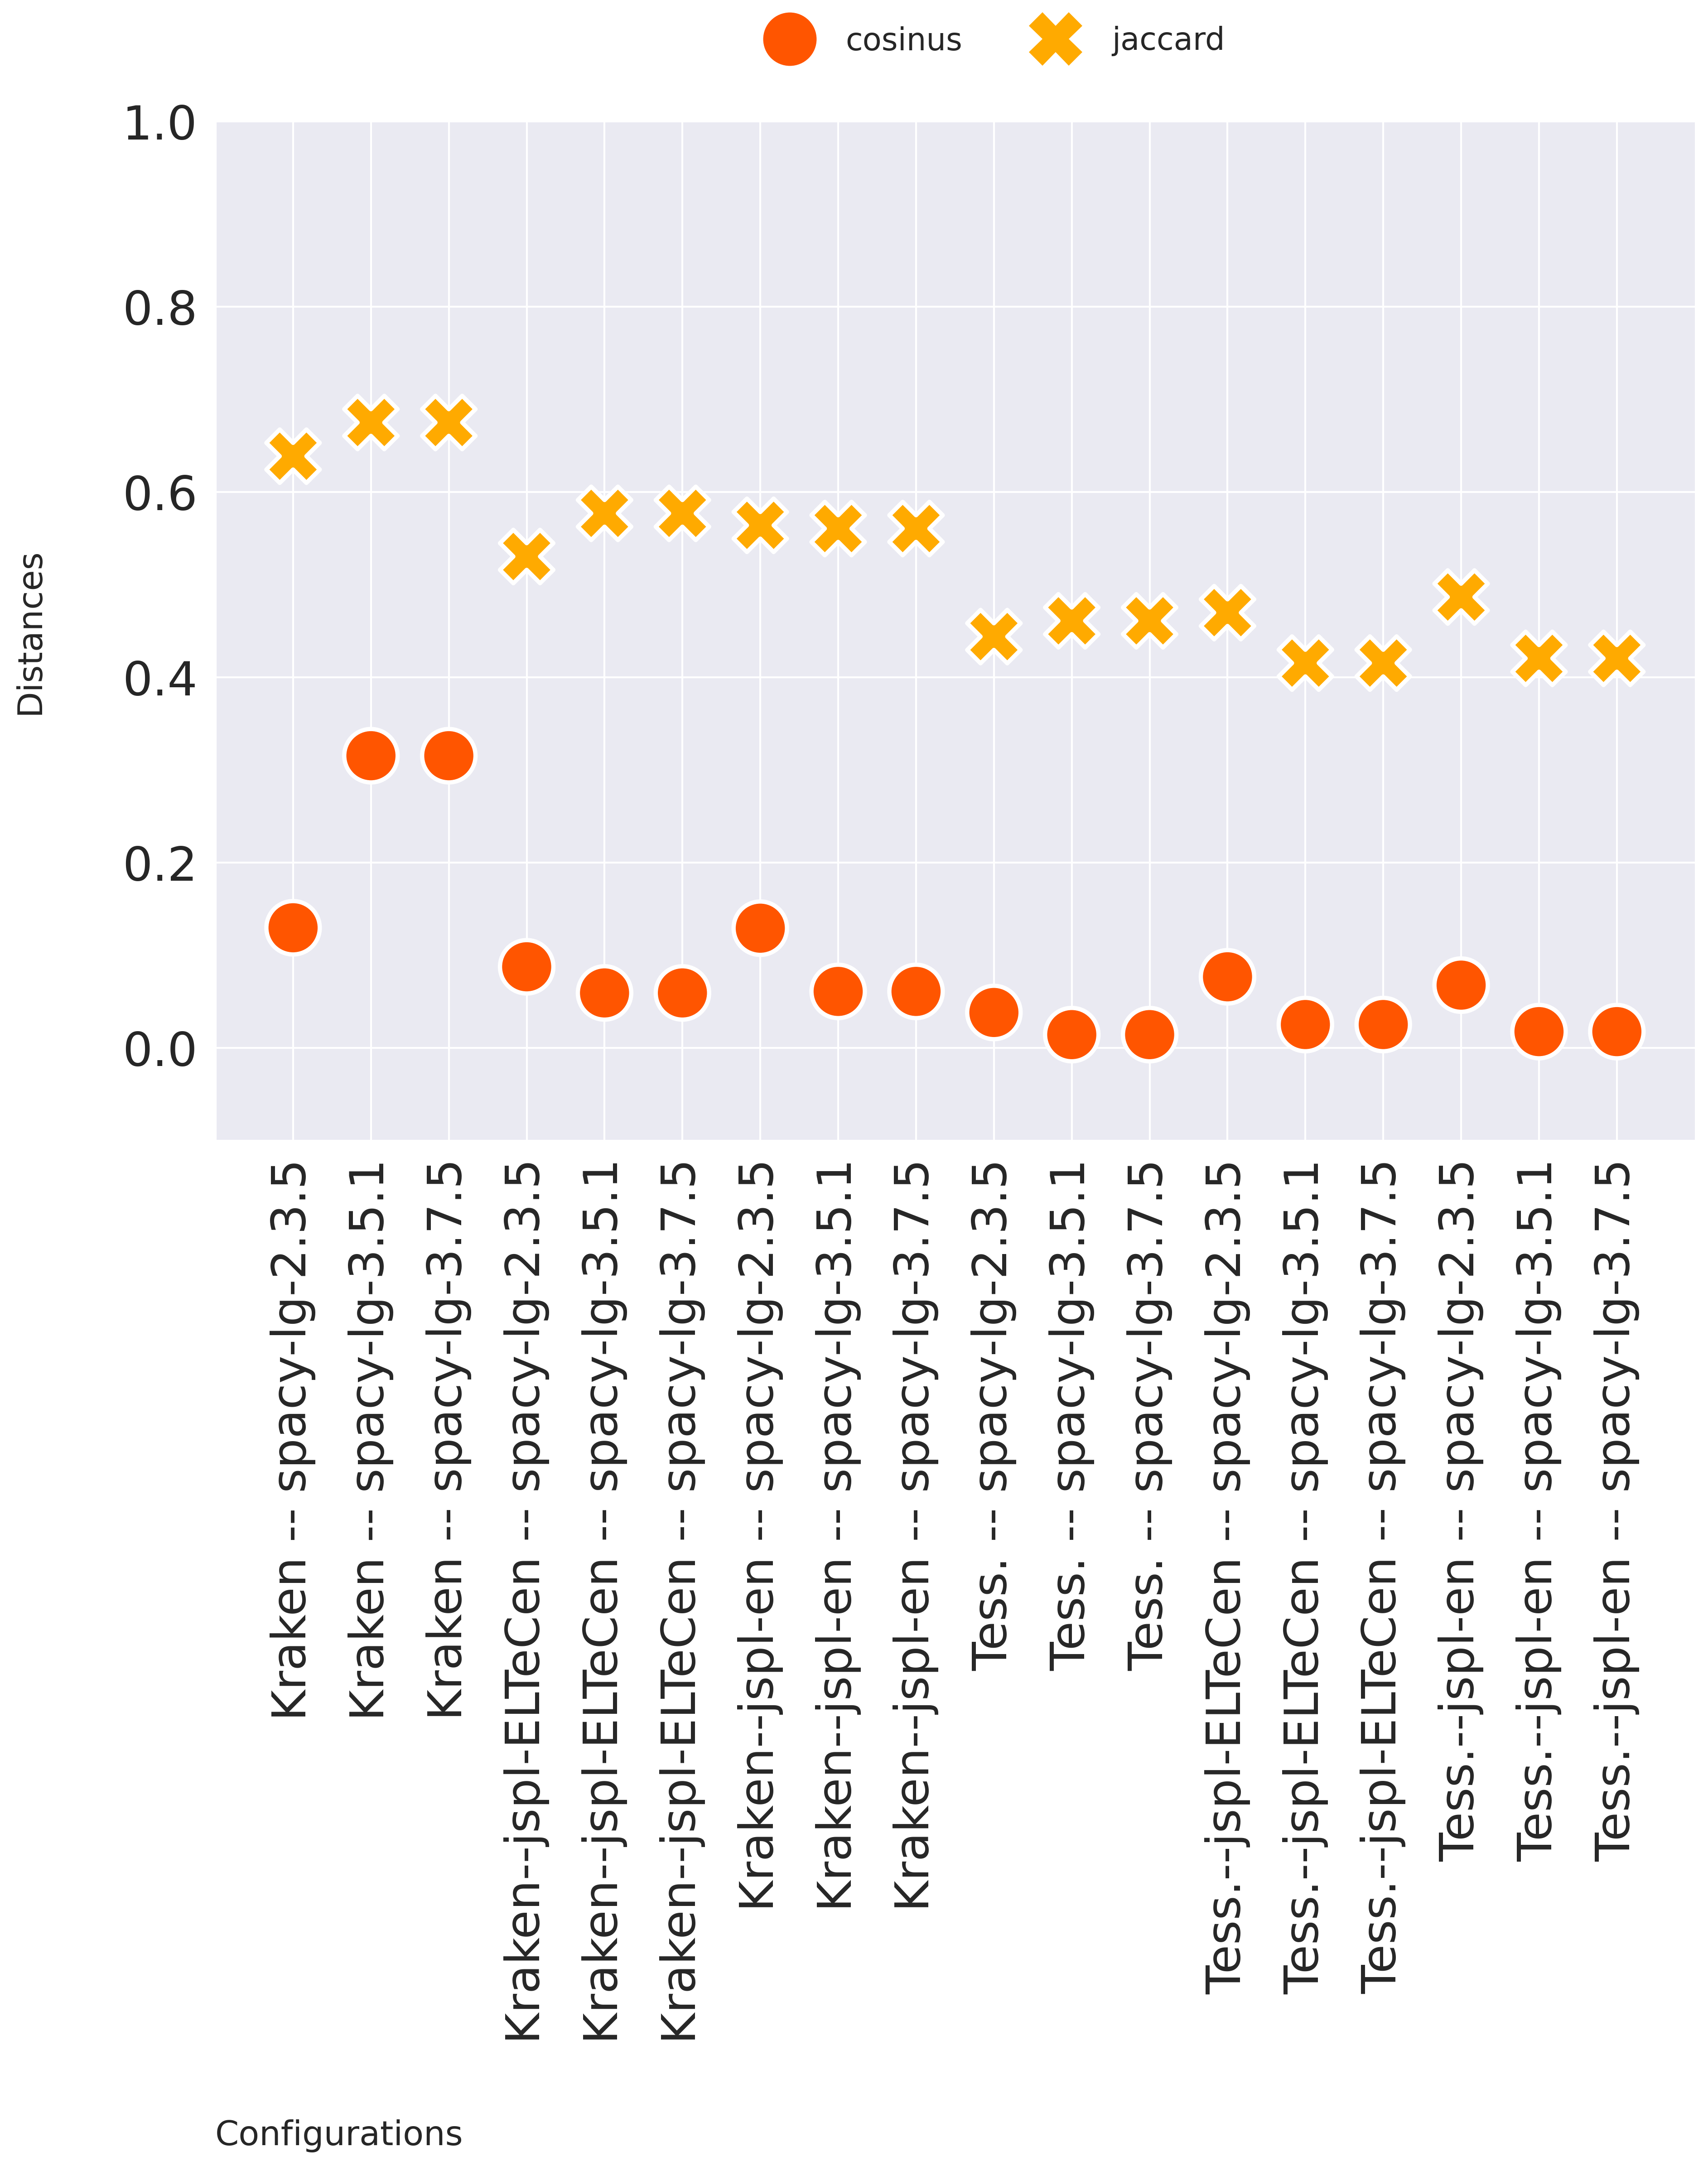 cosinus
jaccard
1.0
0.8
0.6
0.4
0.2
0.0
Distances
Kraken -- spacy-lg-2.3.5
Kraken -- spacy-lg-3.5.1
Kraken -- spacy-lg-3.7.5
Kraken--jspl-ELTeCen -- spacy-lg-2.3.5
Kraken--jspl-ELTeCen -- spacy-lg-3.5.1
Kraken--jspl-ELTeCen -- spacy-lg-3.7.5
Kraken--jspl-en -- spacy-lg-2.3.5
Kraken--jspl-en -- spacy-lg-3.5.1
Kraken--jspl-en -- spacy-lg-3.7.5
Tess. -- spacy-lg-2.3.5
Tess. -- spacy-lg-3.5.1
Tess. -- spacy-lg-3.7.5
Tess.--jspl-ELTeCen -- spacy-lg-2.3.5
Tess.--jspl-ELTeCen -- spacy-lg-3.5.1
Tess.--jspl-ELTeCen -- spacy-lg-3.7.5
Tess.--jspl-en -- spacy-lg-2.3.5
Tess.--jspl-en -- spacy-lg-3.5.1
Tess.--jspl-en -- spacy-lg-3.7.5
Configurations